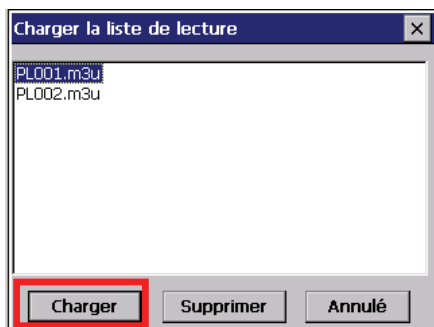 Charger la liste de lecture
PL001.m3u
PL002.m3u
Charger Supprimer Annulé